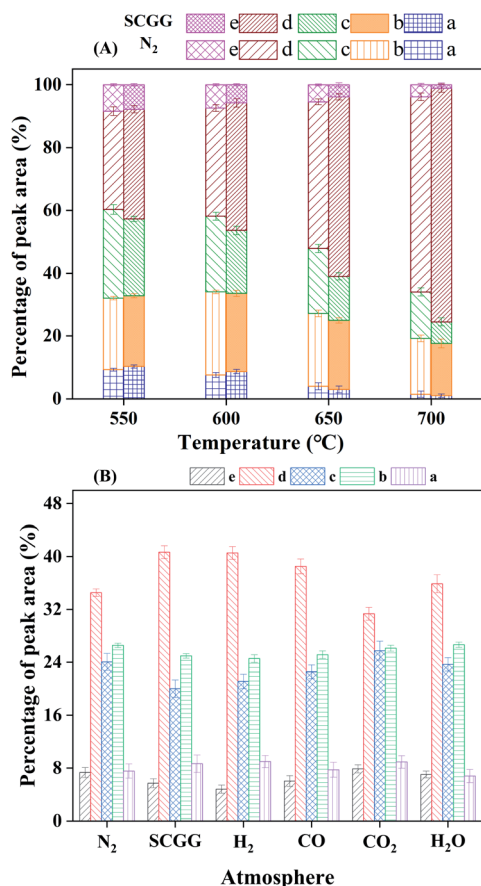 SCGG e d c b a
(A) N₂ e d c b a
100
80
60
40
20
0
Percentage of peak area (%)
550 600 650 700
Temperature (℃)
(B) e d c b a
48
40
32
24
16
8
0
Percentage of peak area (%)
N₂ SCGG H₂ CO CO₂ H₂O
Atmosphere